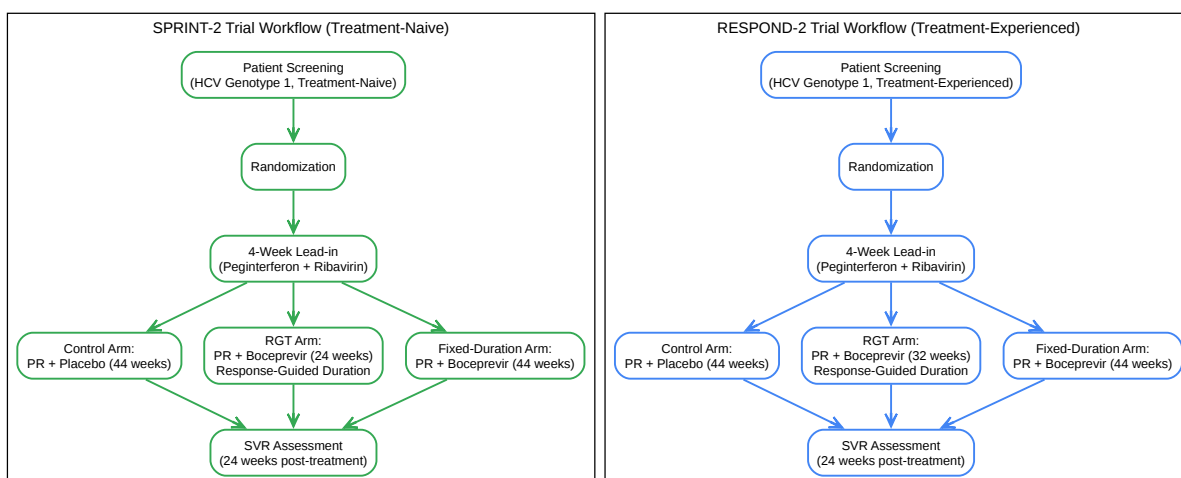 SPRINT-2 Trial Workflow (Treatment-Naive)
Patient Screening
(HCV Genotype 1, Treatment-Naive)
Randomization
4-Week Lead-in
(Peginterferon + Ribavirin)
Control Arm:
PR + Placebo (44 weeks)
RGT Arm:
PR + Boceprevir (24 weeks)
Response-Guided Duration
Fixed-Duration Arm:
PR + Boceprevir (44 weeks)
SVR Assessment
(24 weeks post-treatment)
RESPOND-2 Trial Workflow (Treatment-Experienced)
Patient Screening
(HCV Genotype 1, Treatment-Experienced)
Randomization
4-Week Lead-in
(Peginterferon + Ribavirin)
Control Arm:
PR + Placebo (44 weeks)
RGT Arm:
PR + Boceprevir (32 weeks)
Response-Guided Duration
Fixed-Duration Arm:
PR + Boceprevir (44 weeks)
SVR Assessment
(24 weeks post-treatment)